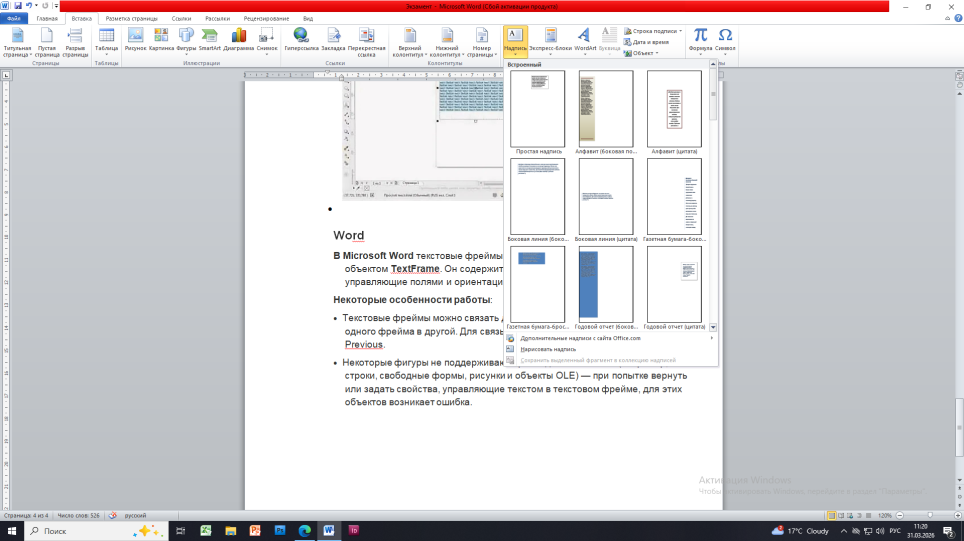 Экзамен - Microsoft Word (Сбой активации продукта)
Файл Главная Вставка Разметка страницы Ссылки Рассылки Рецензирование Вид
Титульная страница Пустая страница Разрыв страницы Таблица Рисунок Картинка Фигуры SmartArt Диаграмма Снимок Гиперссылка Закладка Перекрестная ссылка Верхний колонтитул Нижний колонтитул Номер страницы Надпись Экспресс-блоки WordArt Буквица Строка подписи Дата и время Объект Формула Символ
Страницы Таблицы Иллюстрации Ссылки Колонтитулы
Встроенный
Простая надпись Алфавит (боковая по... Алфавит (цитата)
Боковая линия (боко... Боковая линия (цитата) Газетная бумага-боко...
Газетная бумага-брос... Годовой отчет (боков... Годовой отчет (цитата)
Дополнительные надписи с сайта Office.com
Нарисовать надпись
Сохранить выделенный фрагмент в коллекцию надписей
Word
В Microsoft Word текстовые фреймы
объектом TextFrame. Он содержит
управляющие полями и ориентаци
Некоторые особенности работы:
Текстовые фреймы можно связать
одного фрейма в другой. Для связь
Previous.
Некоторые фигуры не поддерживаю
строки, свободные формы, рисунки и объекты OLE) — при попытке вернуть
или задать свойства, управляющие текстом в текстовом фрейме, для этих
объектов возникает ошибка.
Активация Windows
Чтобы активировать Windows, перейдите в раздел "Параметры".
Страница: 4 из 4 Число слов: 526 русский 120%
Поиск 17°C Cloudy РУС 11:20
31.03.2026